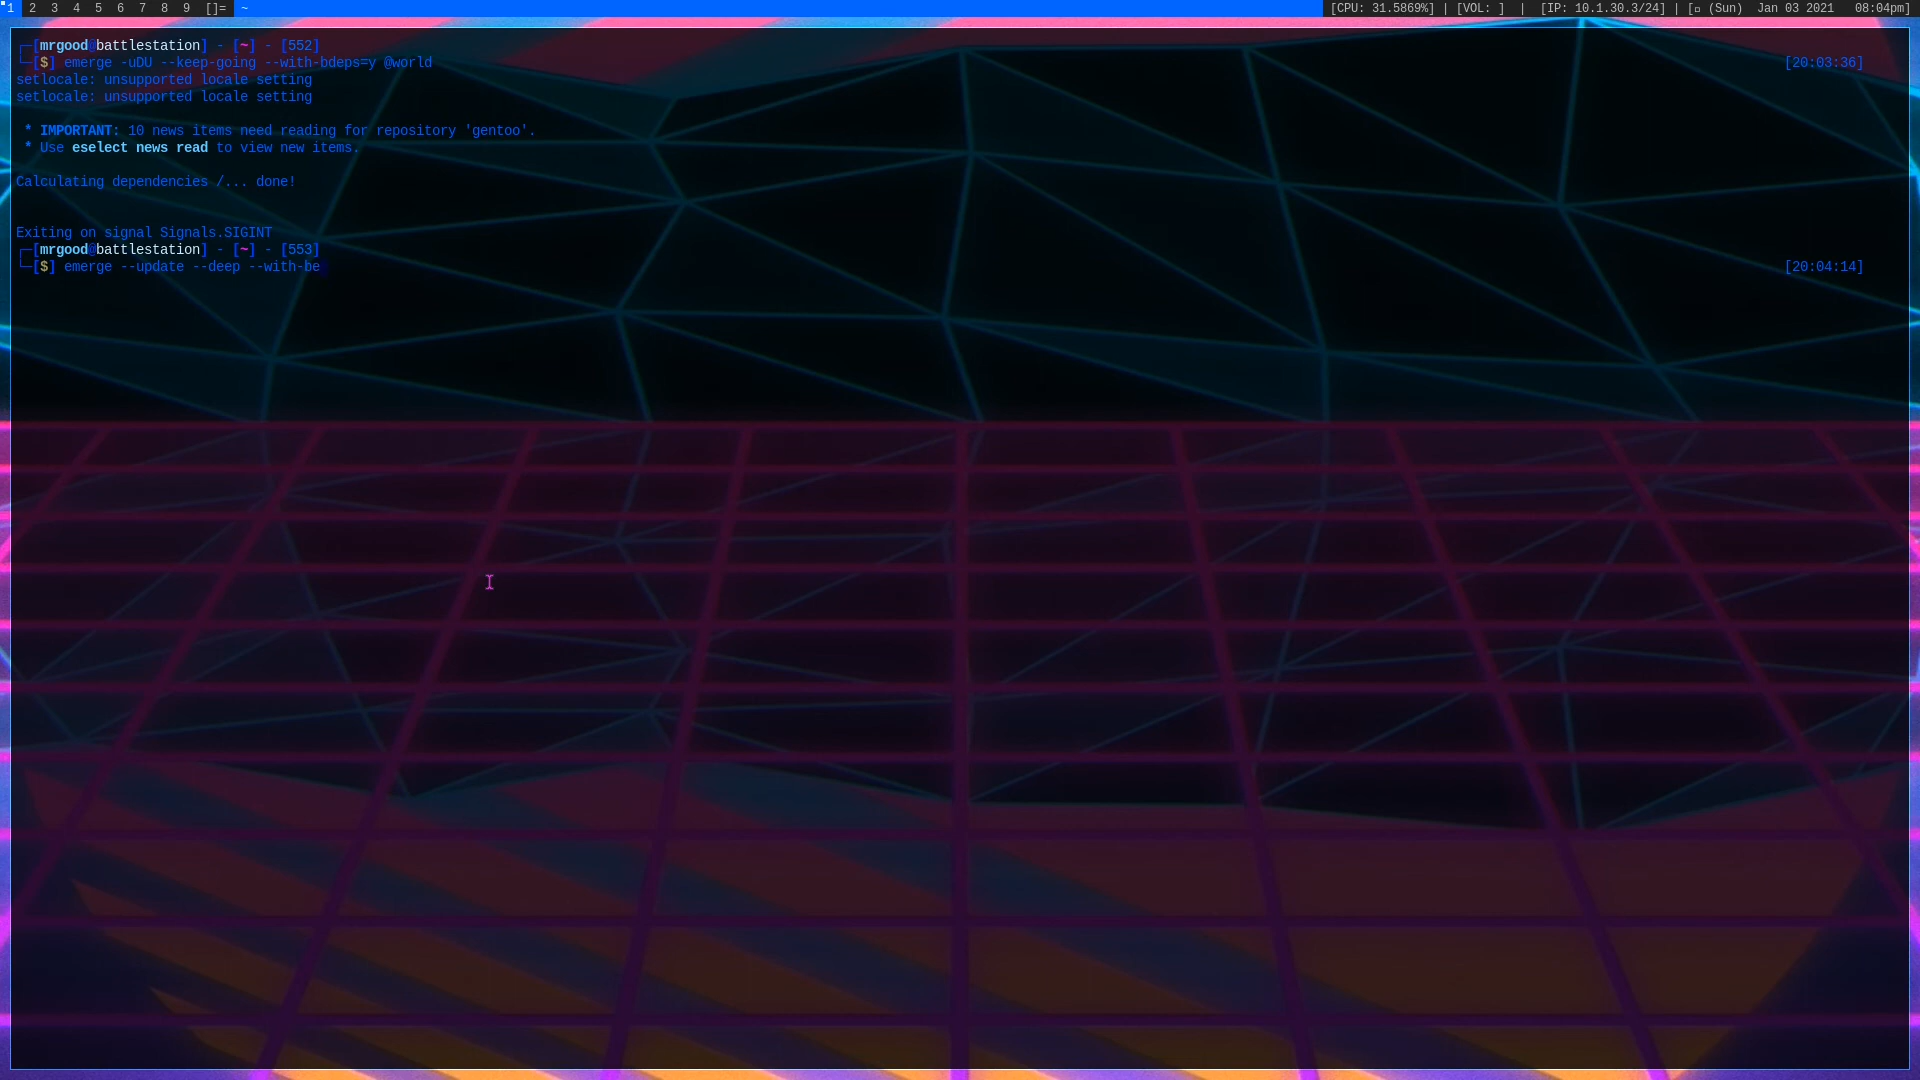 1 2 3 4 5 6 7 8 9 []= ~ [CPU: 31.5869%] | [VOL: ] | [IP: 10.1.30.3/24] | [ (Sun) Jan 03 2021 08:04pm]
┌─[mrgood@battlestation] - [~] - [552]
└─[$] emerge -uDU --keep-going --with-bdeps=y @world [20:03:36]
setlocale: unsupported locale setting
setlocale: unsupported locale setting
* IMPORTANT: 10 news items need reading for repository 'gentoo'.
* Use eselect news read to view new items.
Calculating dependencies /... done!
Exiting on signal Signals.SIGINT
┌─[mrgood@battlestation] - [~] - [553]
└─[$] emerge --update --deep --with-be [20:04:14]